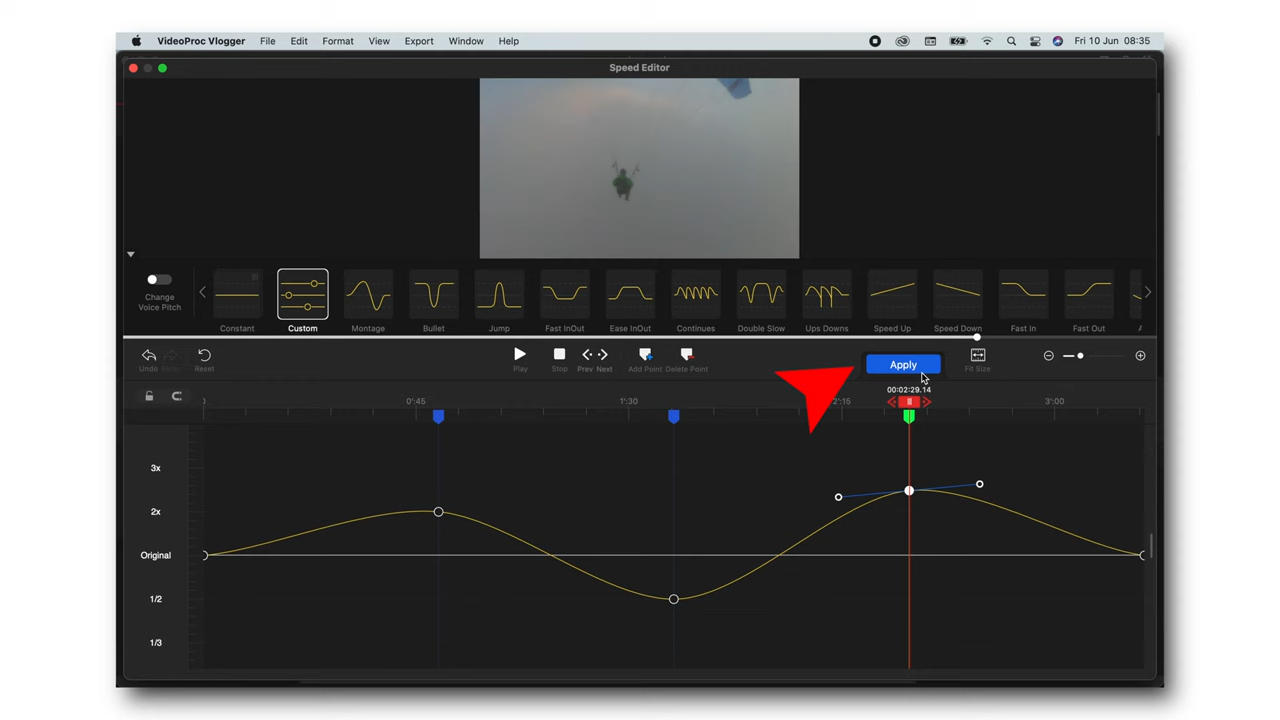 VideoProc Vlogger File Edit Format View Export Window Help Fri 10 Jun 08:35
Speed Editor
Change
Voice Pitch
Constant Custom Montage Bullet Jump Fast InOut Ease InOut Continues Double Slow Ups Downs Speed Up Speed Down Fast In Fast Out
Undo Reset Play Stop Prev Next Add Point Delete Point Apply Fit Size
00:02:29.14
0':45 1':30 2':15 3':00
3x
2x
Original
1/2
1/3